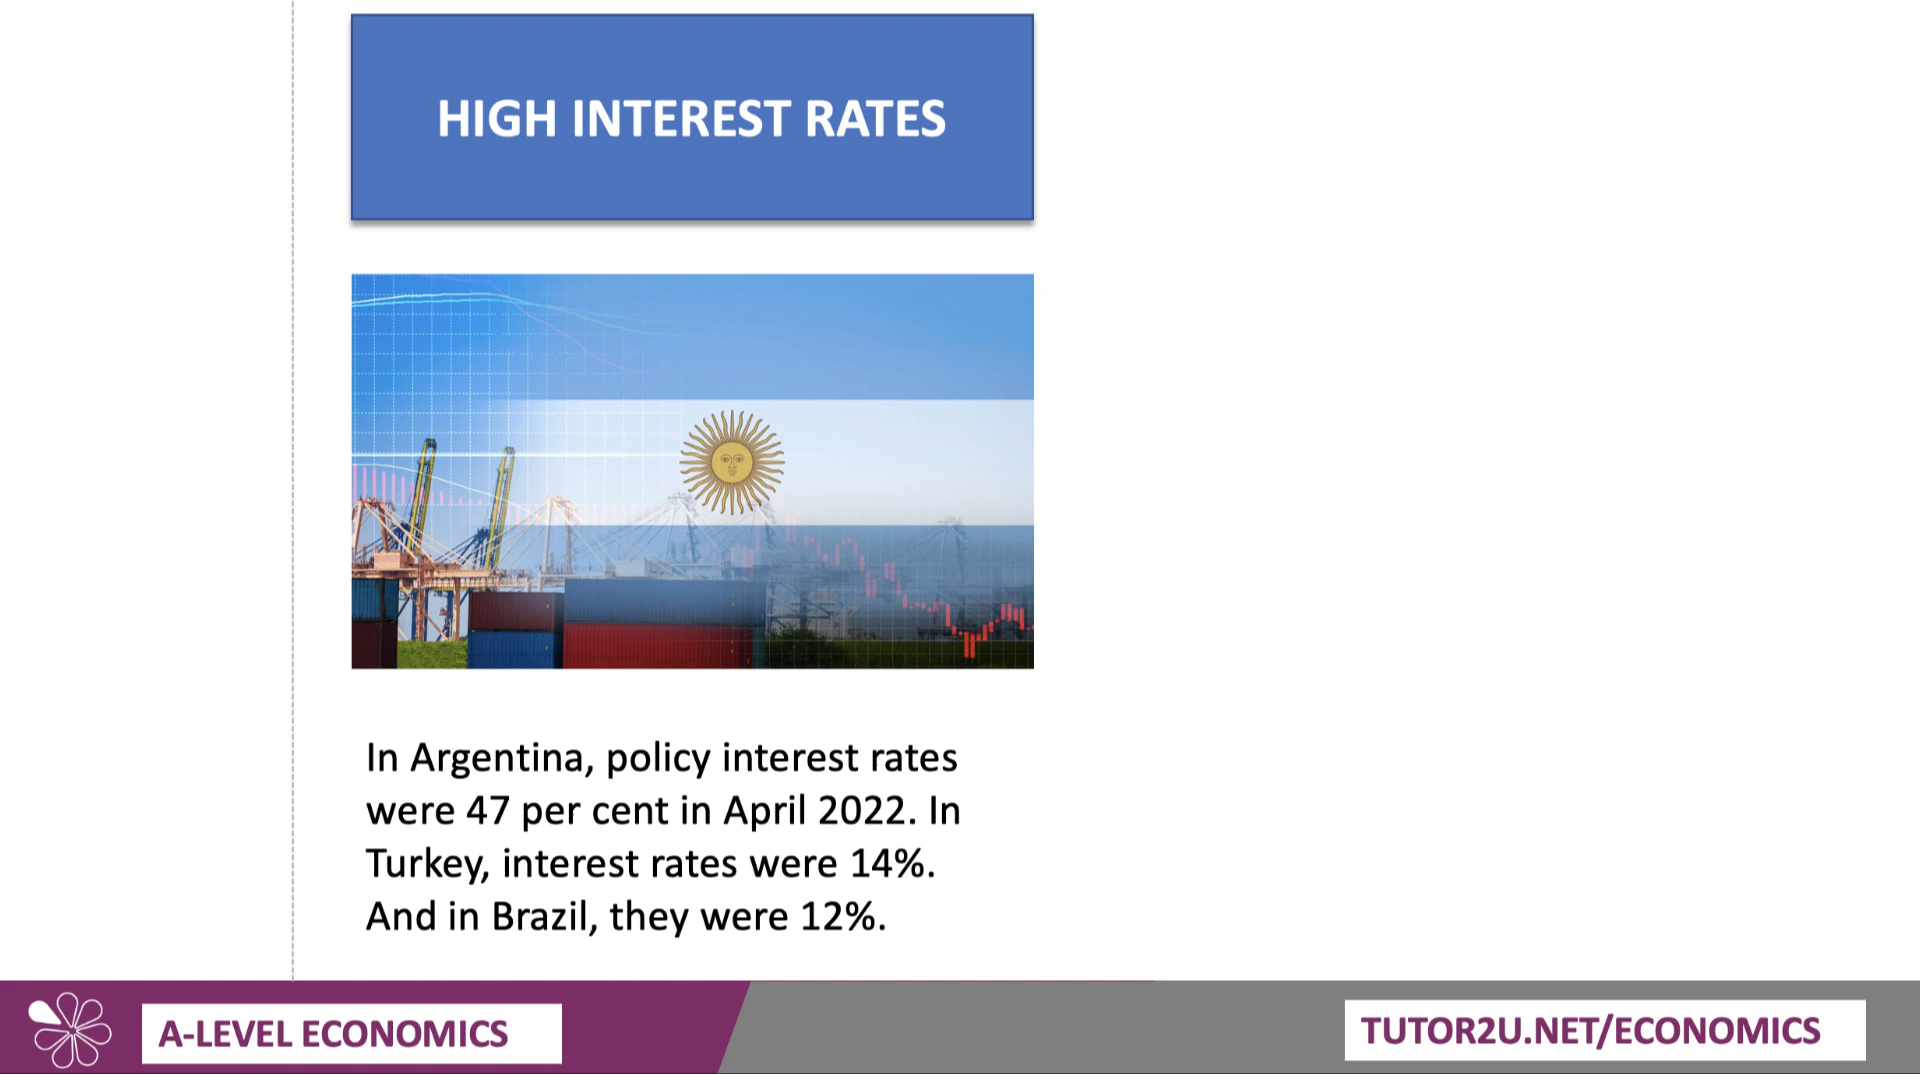 HIGH INTEREST RATES
In Argentina, policy interest rates
were 47 per cent in April 2022. In
Turkey, interest rates were 14%.
And in Brazil, they were 12%.
A-LEVEL ECONOMICS
TUTOR2U.NET/ECONOMICS